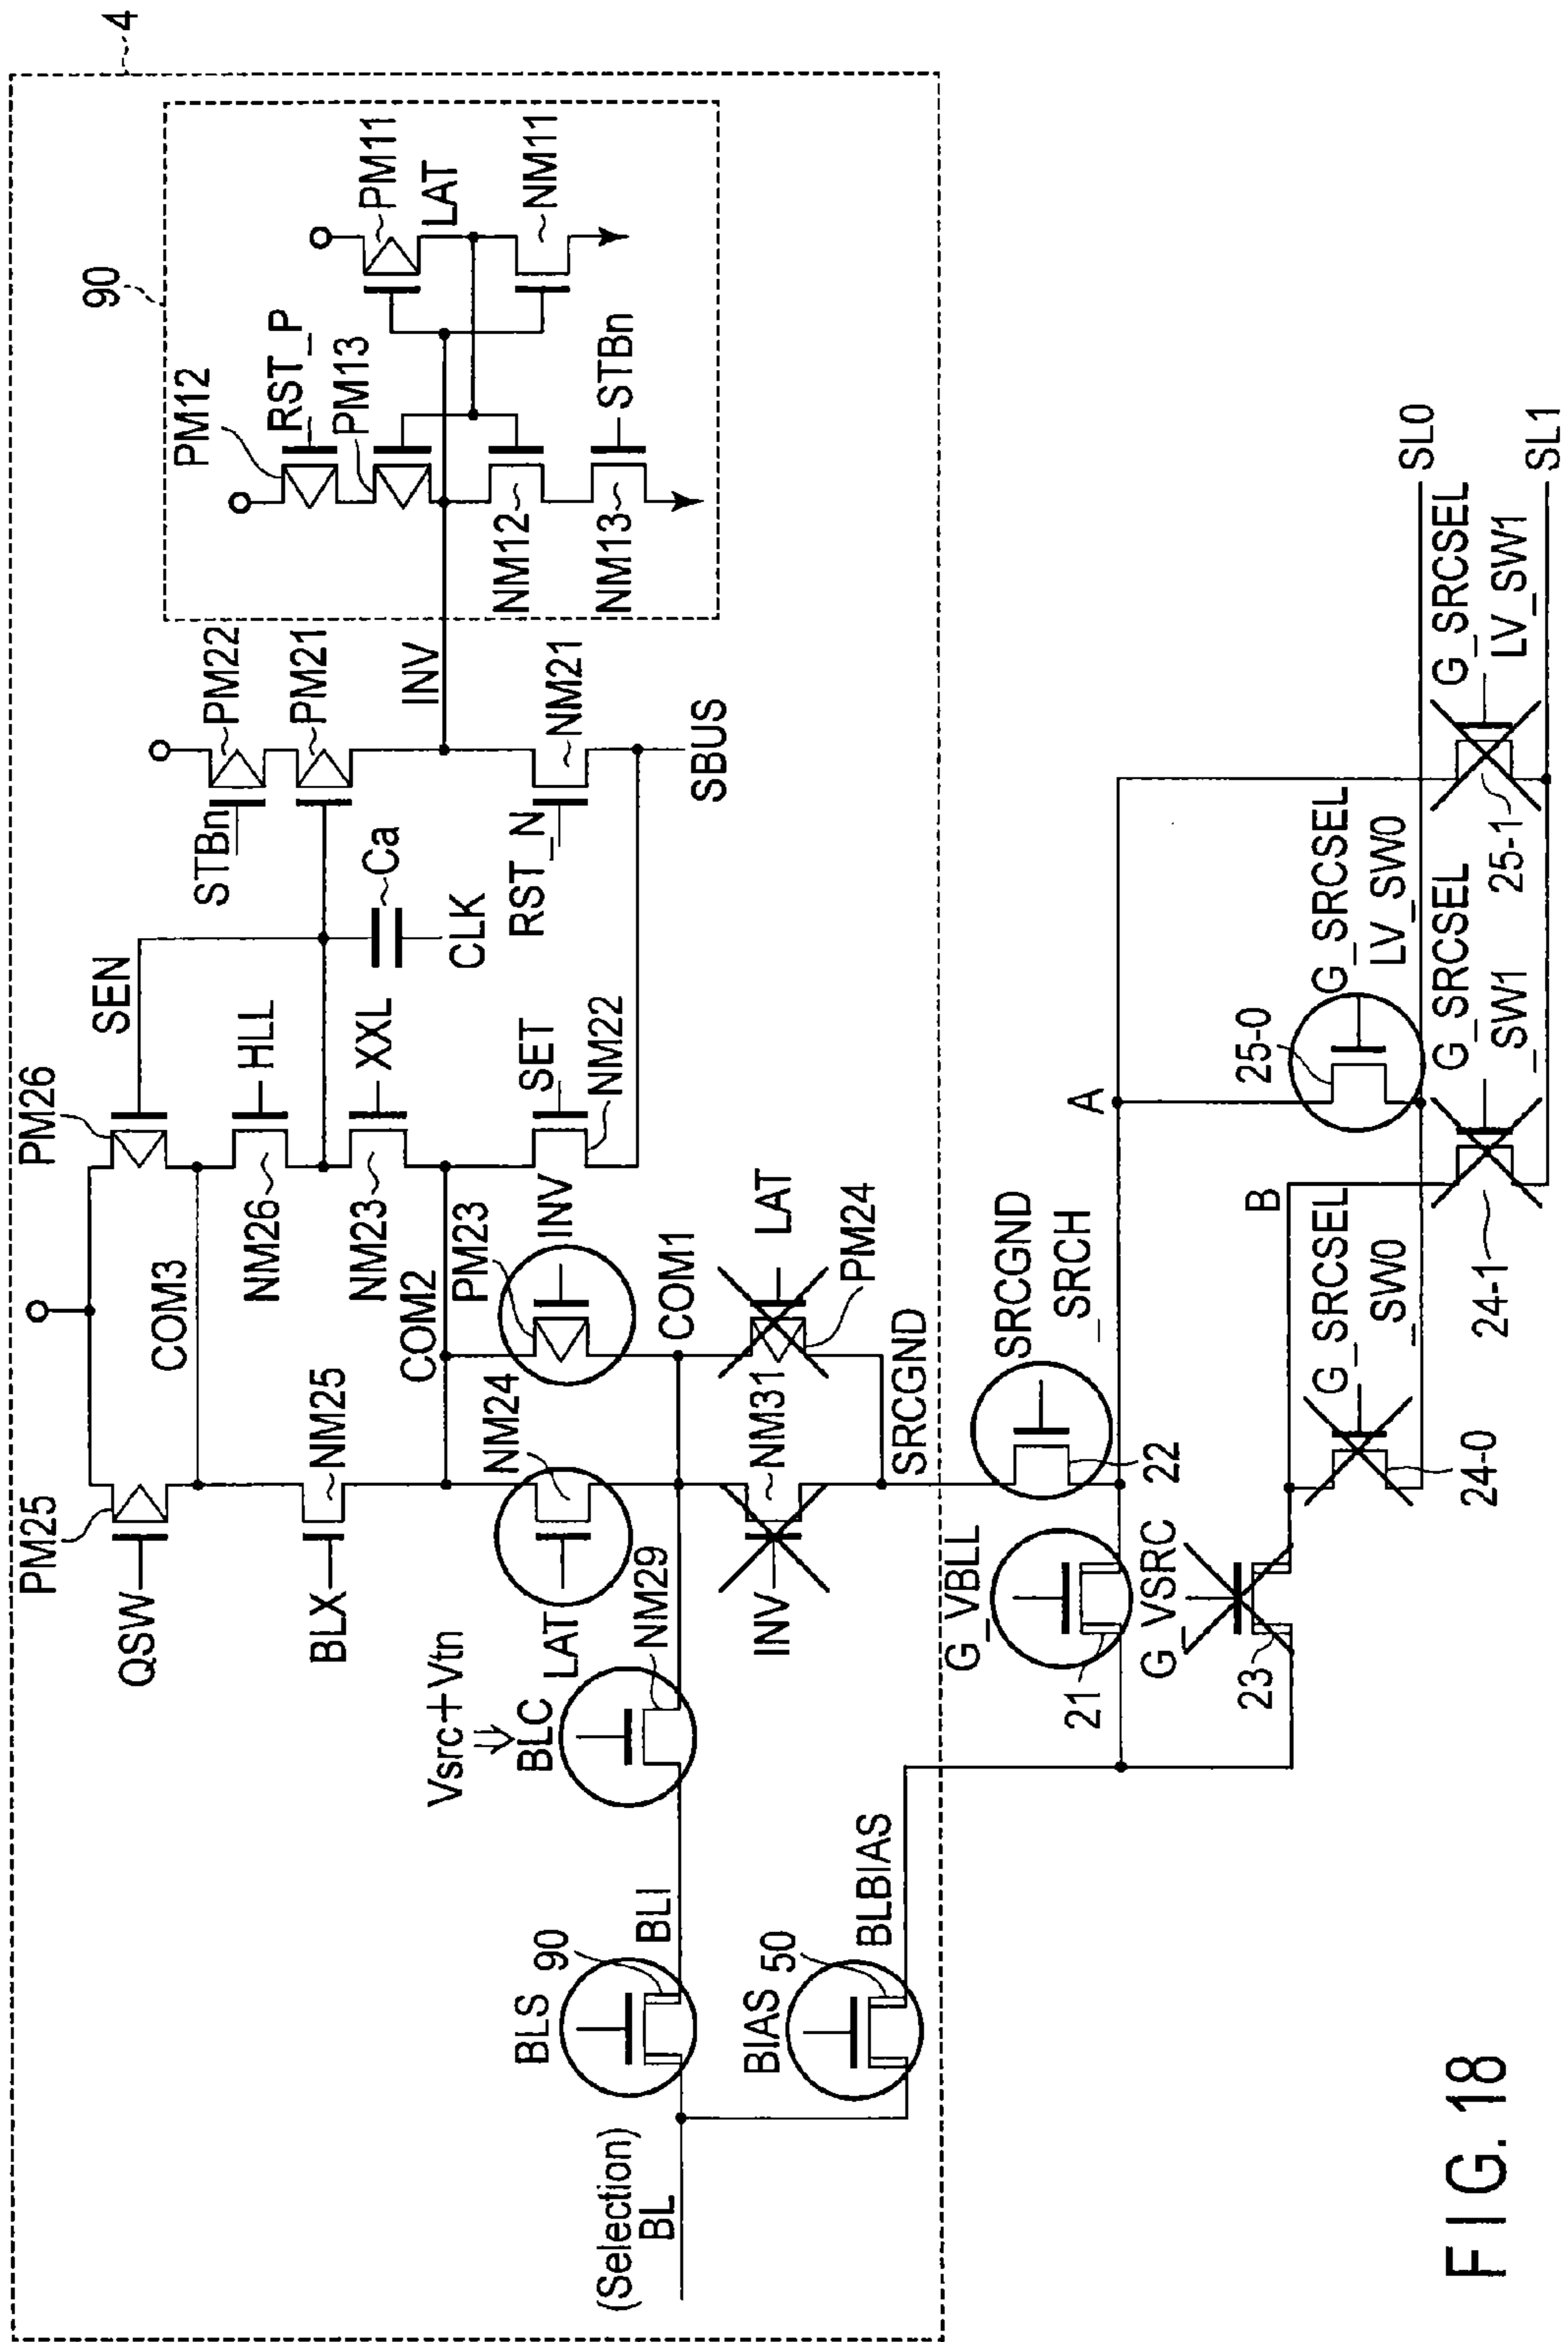 4
90
PM12
RST_P
PM13
PM11
LAT
NM11
STBn
NM12
NM13
PM22
STBn
PM21
INV
NM21
RST_N
SBUS
Ca
CLK
SEN
PM26
HLL
NM26
XXL
NM23
SET
NM22
COM3
COM2
PM25
QSW
NM25
BLX
PM23
INV
NM24
LAT
COM1
LAT
PM24
NM31
INV
SRCGND
Vsrc+Vtn
BLC
NM29
BLI
BLS
90
BIAS
50
BLBIAS
(Selection)
BL
SRCGND
_SRCH
22
G_VBLL
21
G_VSRC
23
A
B
25-0
G_SRCSEL
LV_SW0
G_SRCSEL
_SW0
24-0
G_SRCSEL
_SW1
24-1
G_SRCSEL
LV_SW1
25-1
SL0
SL1
FIG. 18